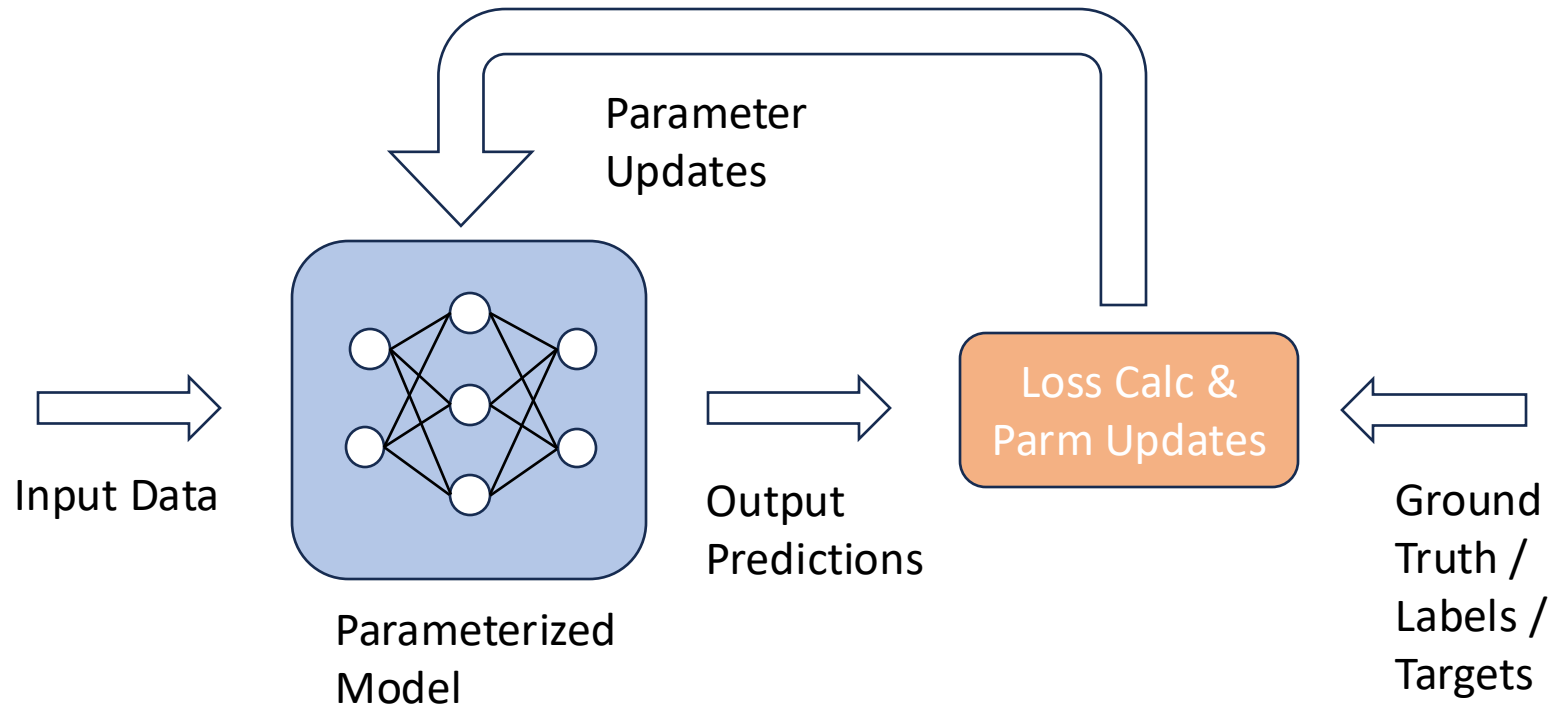 Parameter
Updates
Input Data
Parameterized
Model
Output
Predictions
Loss Calc &
Parm Updates
Ground
Truth /
Labels /
Targets